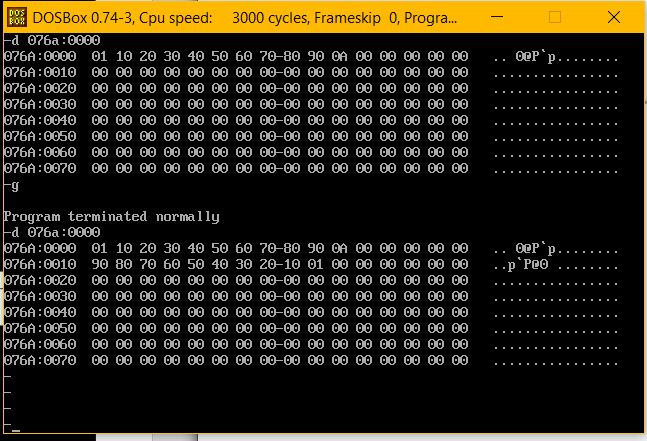 DOSBox 0.74-3, Cpu speed: 3000 cycles, Frameskip 0, Progra...
-d 076a:0000
076A:0000 01 10 20 30 40 50 60 70-80 90 0A 00 00 00 00 00 .. 0@P`p........
076A:0010 00 00 00 00 00 00 00 00-00 00 00 00 00 00 00 00 ................
076A:0020 00 00 00 00 00 00 00 00-00 00 00 00 00 00 00 00 ................
076A:0030 00 00 00 00 00 00 00 00-00 00 00 00 00 00 00 00 ................
076A:0040 00 00 00 00 00 00 00 00-00 00 00 00 00 00 00 00 ................
076A:0050 00 00 00 00 00 00 00 00-00 00 00 00 00 00 00 00 ................
076A:0060 00 00 00 00 00 00 00 00-00 00 00 00 00 00 00 00 ................
076A:0070 00 00 00 00 00 00 00 00-00 00 00 00 00 00 00 00 ................
-g
Program terminated normally
-d 076a:0000
076A:0000 01 10 20 30 40 50 60 70-80 90 0A 00 00 00 00 00 .. 0@P`p........
076A:0010 90 80 70 60 50 40 30 20-10 01 00 00 00 00 00 00 ..p`P@0 ........
076A:0020 00 00 00 00 00 00 00 00-00 00 00 00 00 00 00 00 ................
076A:0030 00 00 00 00 00 00 00 00-00 00 00 00 00 00 00 00 ................
076A:0040 00 00 00 00 00 00 00 00-00 00 00 00 00 00 00 00 ................
076A:0050 00 00 00 00 00 00 00 00-00 00 00 00 00 00 00 00 ................
076A:0060 00 00 00 00 00 00 00 00-00 00 00 00 00 00 00 00 ................
076A:0070 00 00 00 00 00 00 00 00-00 00 00 00 00 00 00 00 ................
-
-
-
-_